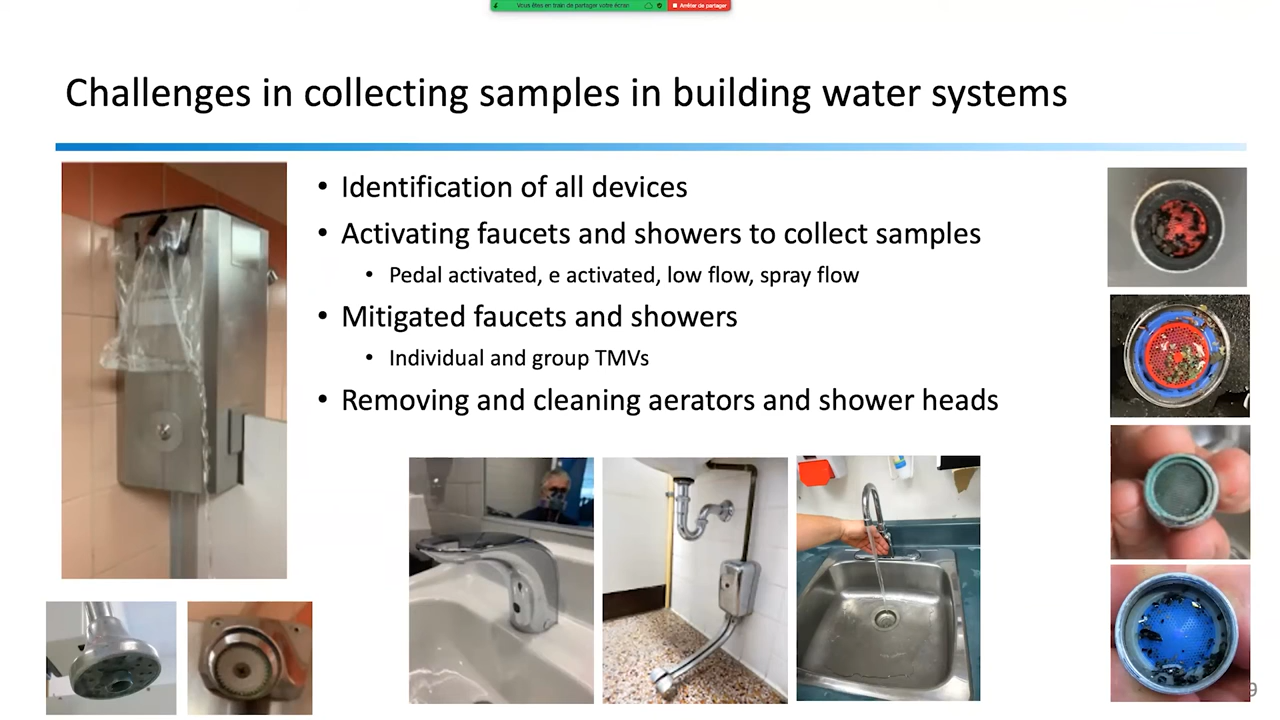 Vous êtes en train de partager votre écran
Arrêter de partager
Challenges in collecting samples in building water systems
• Identification of all devices
• Activating faucets and showers to collect samples
• Pedal activated, e activated, low flow, spray flow
• Mitigated faucets and showers
• Individual and group TMVs
• Removing and cleaning aerators and shower heads
9